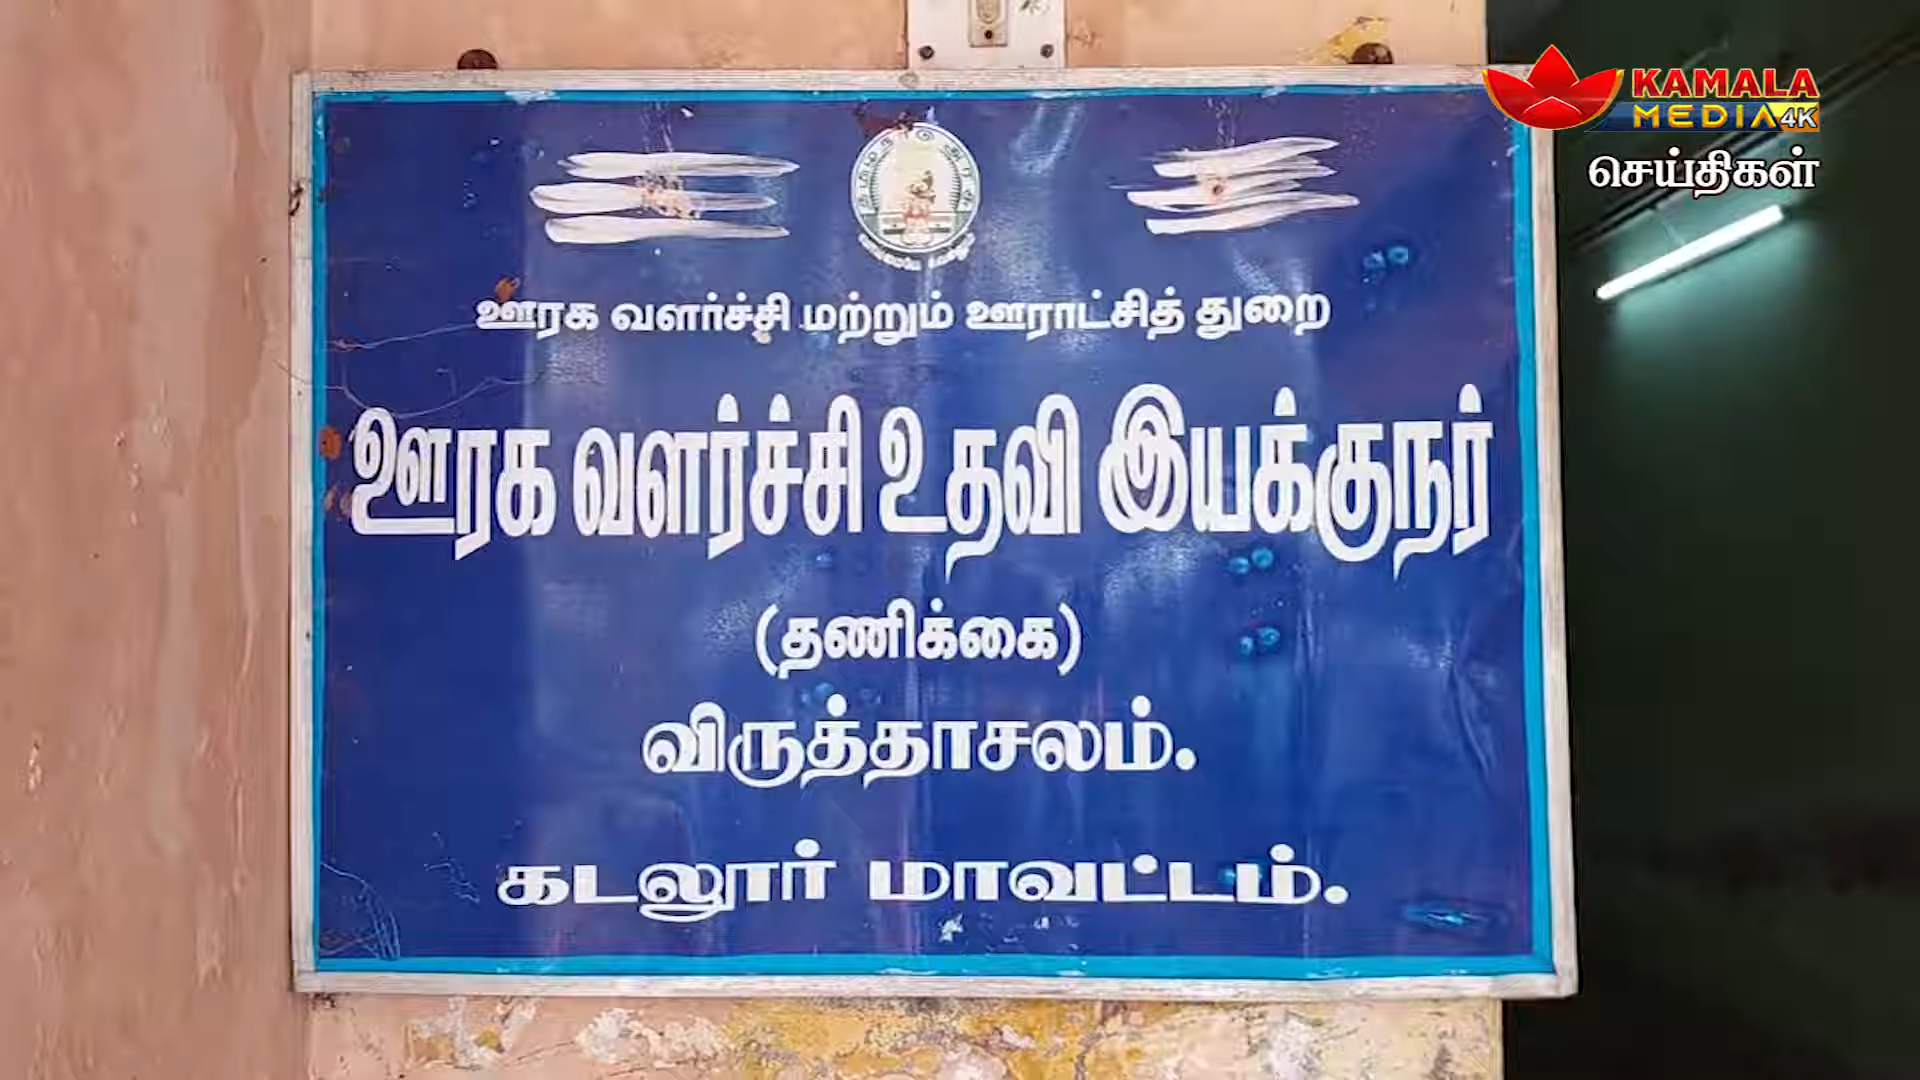 KAMALA
MEDIA 4K
செய்திகள்
ஊரக வளர்ச்சி மற்றும் ஊராட்சித் துறை
ஊரக வளர்ச்சி உதவி இயக்குநர்
(தணிக்கை)
விருத்தாசலம்.
கடலூர் மாவட்டம்.